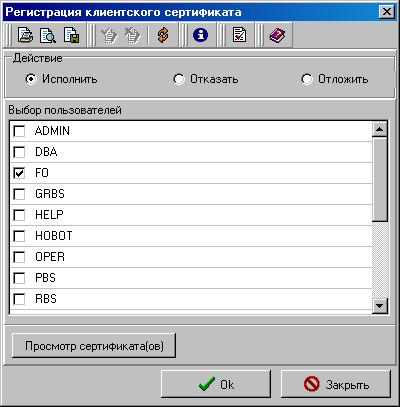 Регистрация клиентского сертификата
Действие
Исполнить Отказать Отложить
Выбор пользователей
ADMIN
DBA
FO
GRBS
HELP
HOBOT
OPER
PBS
RBS
Просмотр сертификата(ов)
Ok Закрыть